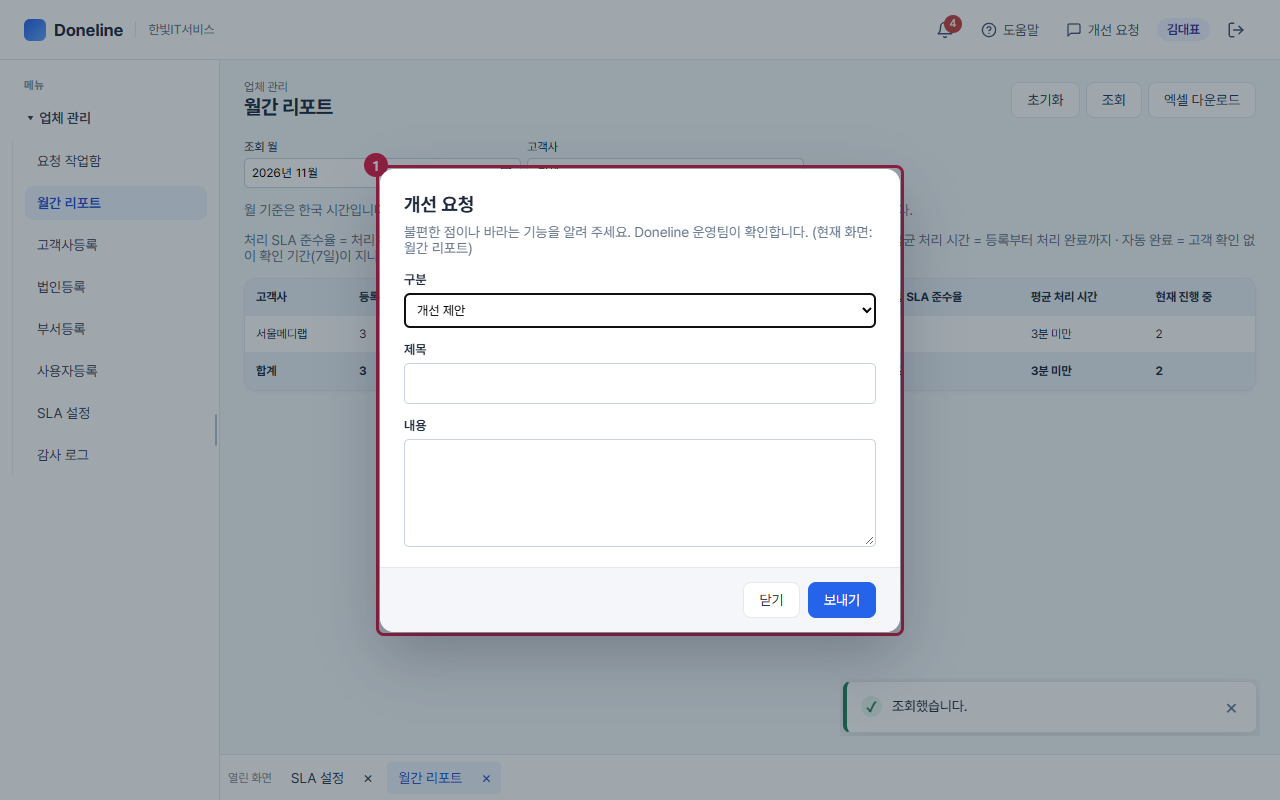 Doneline 한빛IT서비스 4 도움말 개선 요청 김대표
메뉴
업체 관리
요청 작업함
월간 리포트
고객사등록
법인등록
부서등록
사용자등록
SLA 설정
감사 로그
업체 관리
월간 리포트
초기화 조회 엑셀 다운로드
조회 월 고객사
2026년 11월
1
월 기준은 한국 시간입니다
처리 SLA 준수율 = 처리 평균 처리 시간 = 등록부터 처리 완료까지 · 자동 완료 = 고객 확인 없
이 확인 기간(7일)이 지나
고객사 등록 SLA 준수율 평균 처리 시간 현재 진행 중
서울메디랩 3 3분 미만 2
합계 3 3분 미만 2
개선 요청
불편한 점이나 바라는 기능을 알려 주세요. Doneline 운영팀이 확인합니다. (현재 화면:
월간 리포트)
구분
개선 제안
제목
내용
닫기 보내기
조회했습니다.
열린 화면 SLA 설정 × 월간 리포트 ×